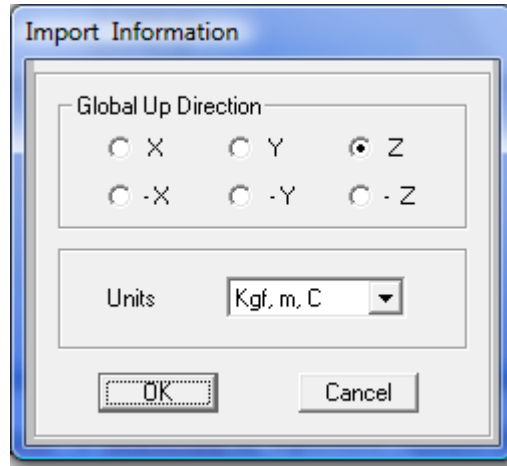 Import Information
Global Up Direction
X Y Z
-X -Y - Z
Units Kgf, m, C
OK Cancel